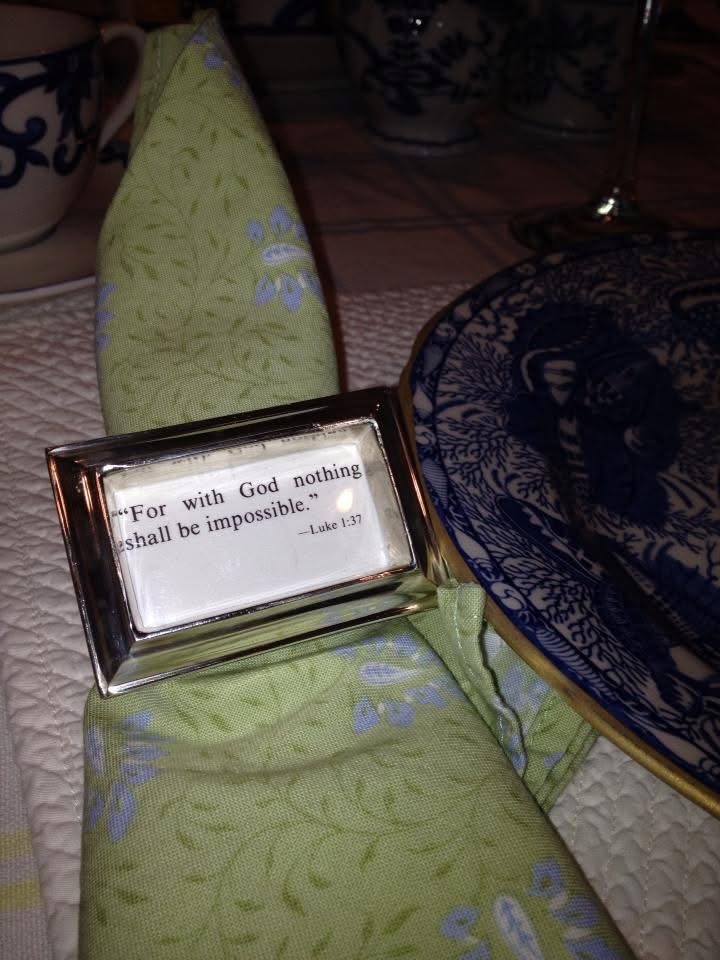 “For with God nothing
shall be impossible.”
—Luke 1:37